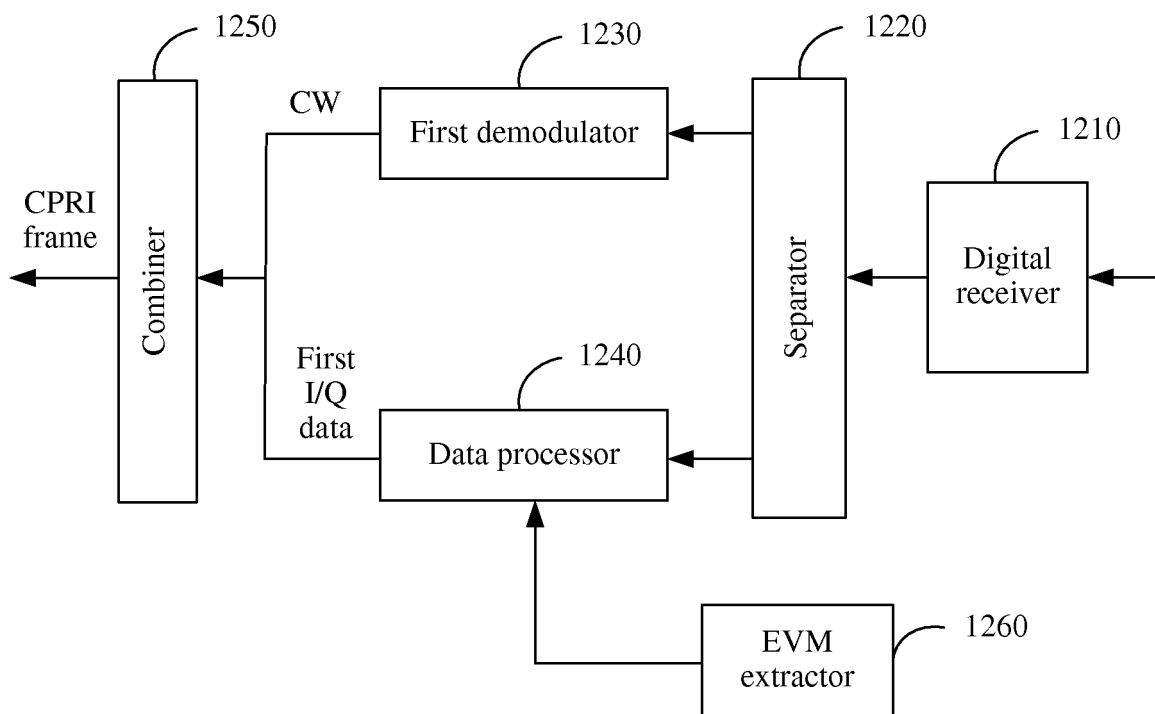 1250
1230
1220
1210
CW
First demodulator
CPRI
frame
Combiner
Separator
Digital
receiver
First
I/Q
data
1240
Data processor
1260
EVM
extractor